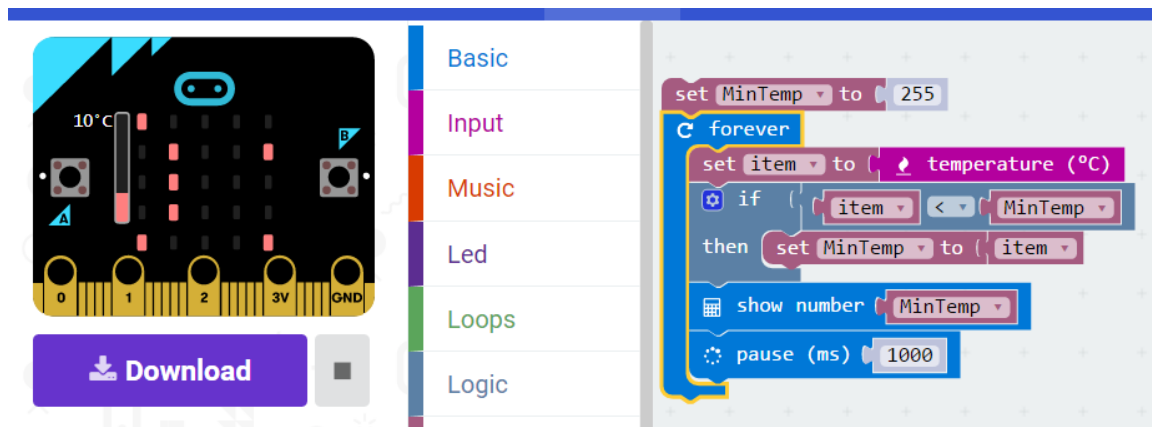 10°C
B
A
0 1 2 3V GND
Download
Basic
Input
Music
Led
Loops
Logic
set MinTemp to 255
forever
set item to temperature (ºC)
if item < MinTemp
then set MinTemp to item
show number MinTemp
pause (ms) 1000